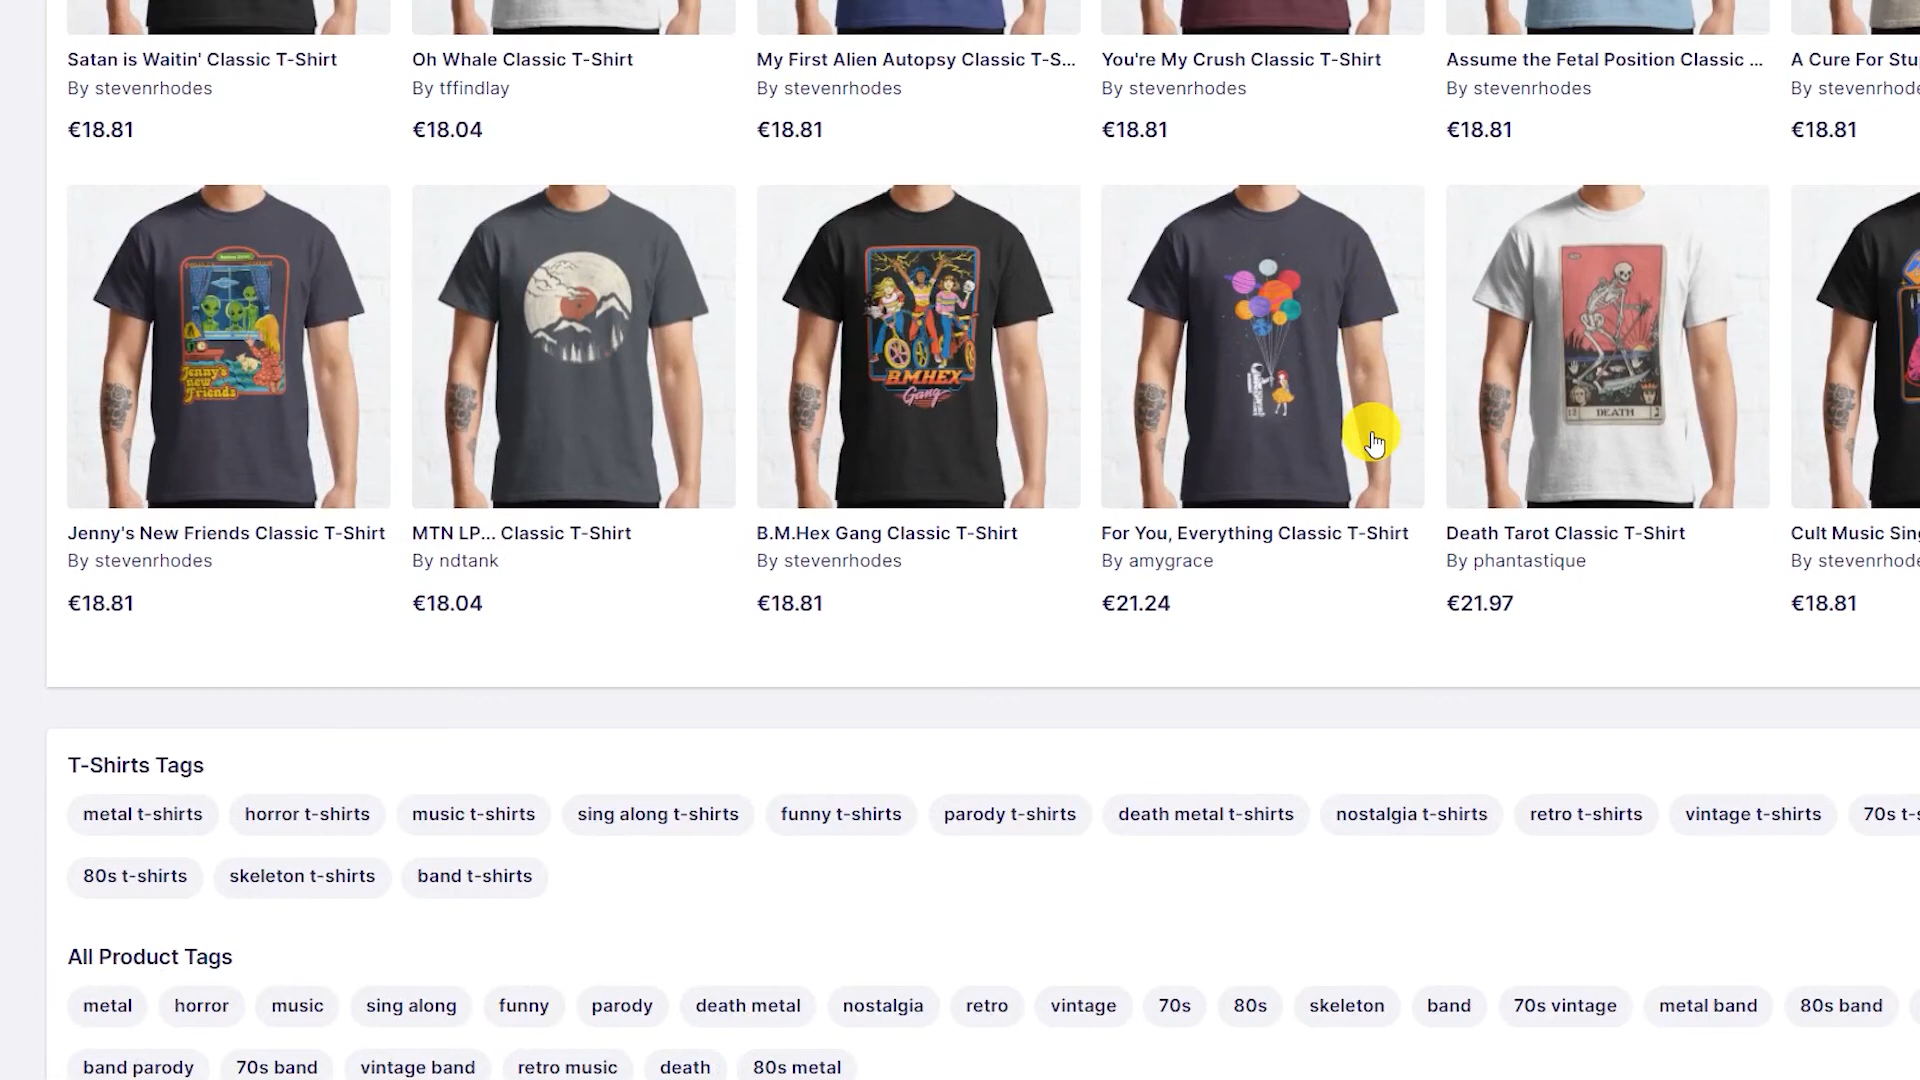 Satan is Waitin' Classic T-Shirt
Oh Whale Classic T-Shirt
My First Alien Autopsy Classic T-S...
You're My Crush Classic T-Shirt
Assume the Fetal Position Classic ...
A Cure For
By stevenrhodes
By tffindlay
By stevenrhodes
By stevenrhodes
By stevenrhodes
By
€18.81
€18.04
€18.81
€18.81
€18.81
€18.81
Jenny's
new
Friends
B.M.HEX
Gang
DEATH
Jenny's New Friends Classic T-Shirt
MTN LP... Classic T-Shirt
B.M.Hex Gang Classic T-Shirt
For You, Everything Classic T-Shirt
Death Tarot Classic T-Shirt
Cult Music
By stevenrhodes
By ndtank
By stevenrhodes
By amygrace
By phantastique
By
€18.81
€18.04
€18.81
€21.24
€21.97
€18.81
T-Shirts Tags
metal t-shirts horror t-shirts music t-shirts sing along t-shirts funny t-shirts parody t-shirts death metal t-shirts nostalgia t-shirts retro t-shirts vintage t-shirts 70s
80s t-shirts skeleton t-shirts band t-shirts
All Product Tags
metal horror music sing along funny parody death metal nostalgia retro vintage 70s 80s skeleton band 70s vintage metal band 80s band
band parody 70s band vintage band retro music death 80s metal